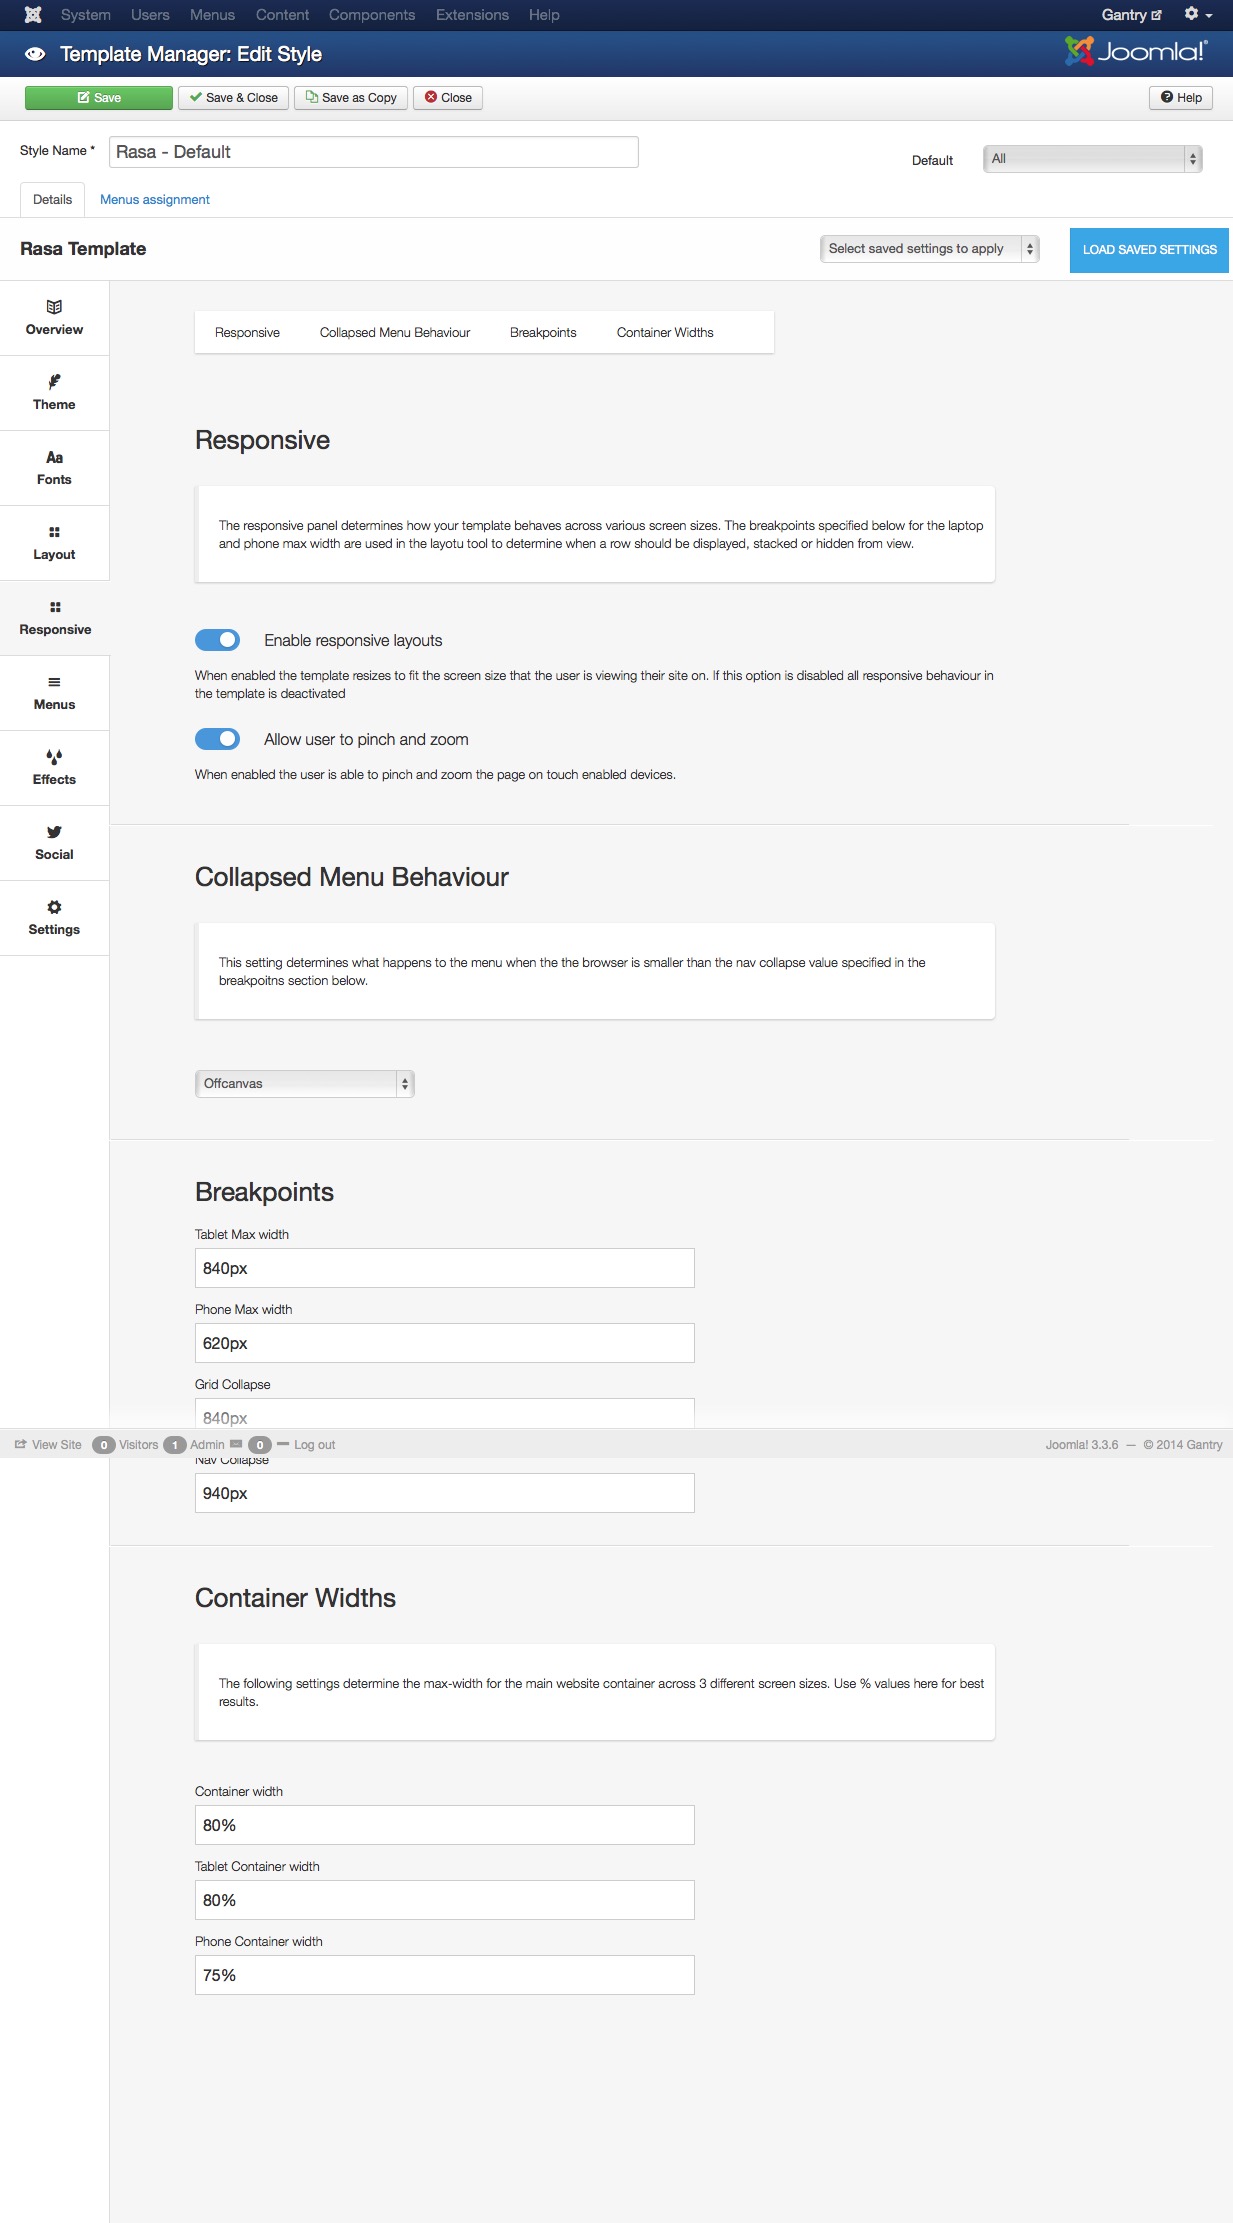 System Users Menus Content Components Extensions Help Gantry
Template Manager: Edit Style Joomla!®
Save Save & Close Save as Copy Close Help
Style Name * Rasa - Default
Default All
Details Menus assignment
Rasa Template Select saved settings to apply LOAD SAVED SETTINGS
Overview
Theme
Aa
Fonts
Layout
Responsive
Menus
Effects
Social
Settings
Responsive Collapsed Menu Behaviour Breakpoints Container Widths
Responsive
The responsive panel determines how your template behaves across various screen sizes. The breakpoints specified below for the laptop
and phone max width are used in the layotu tool to determine when a row should be displayed, stacked or hidden from view.
Enable responsive layouts
When enabled the template resizes to fit the screen size that the user is viewing their site on. If this option is disabled all responsive behaviour in
the template is deactivated
Allow user to pinch and zoom
When enabled the user is able to pinch and zoom the page on touch enabled devices.
Collapsed Menu Behaviour
This setting determines what happens to the menu when the the browser is smaller than the nav collapse value specified in the
breakpoitns section below.
Offcanvas
Breakpoints
Tablet Max width
840px
Phone Max width
620px
Grid Collapse
840px
View Site 0 Visitors 1 Admin 0 Log out Joomla! 3.3.6 — © 2014 Gantry
Nav Collapse
940px
Container Widths
The following settings determine the max-width for the main website container across 3 different screen sizes. Use % values here for best
results.
Container width
80%
Tablet Container width
80%
Phone Container width
75%